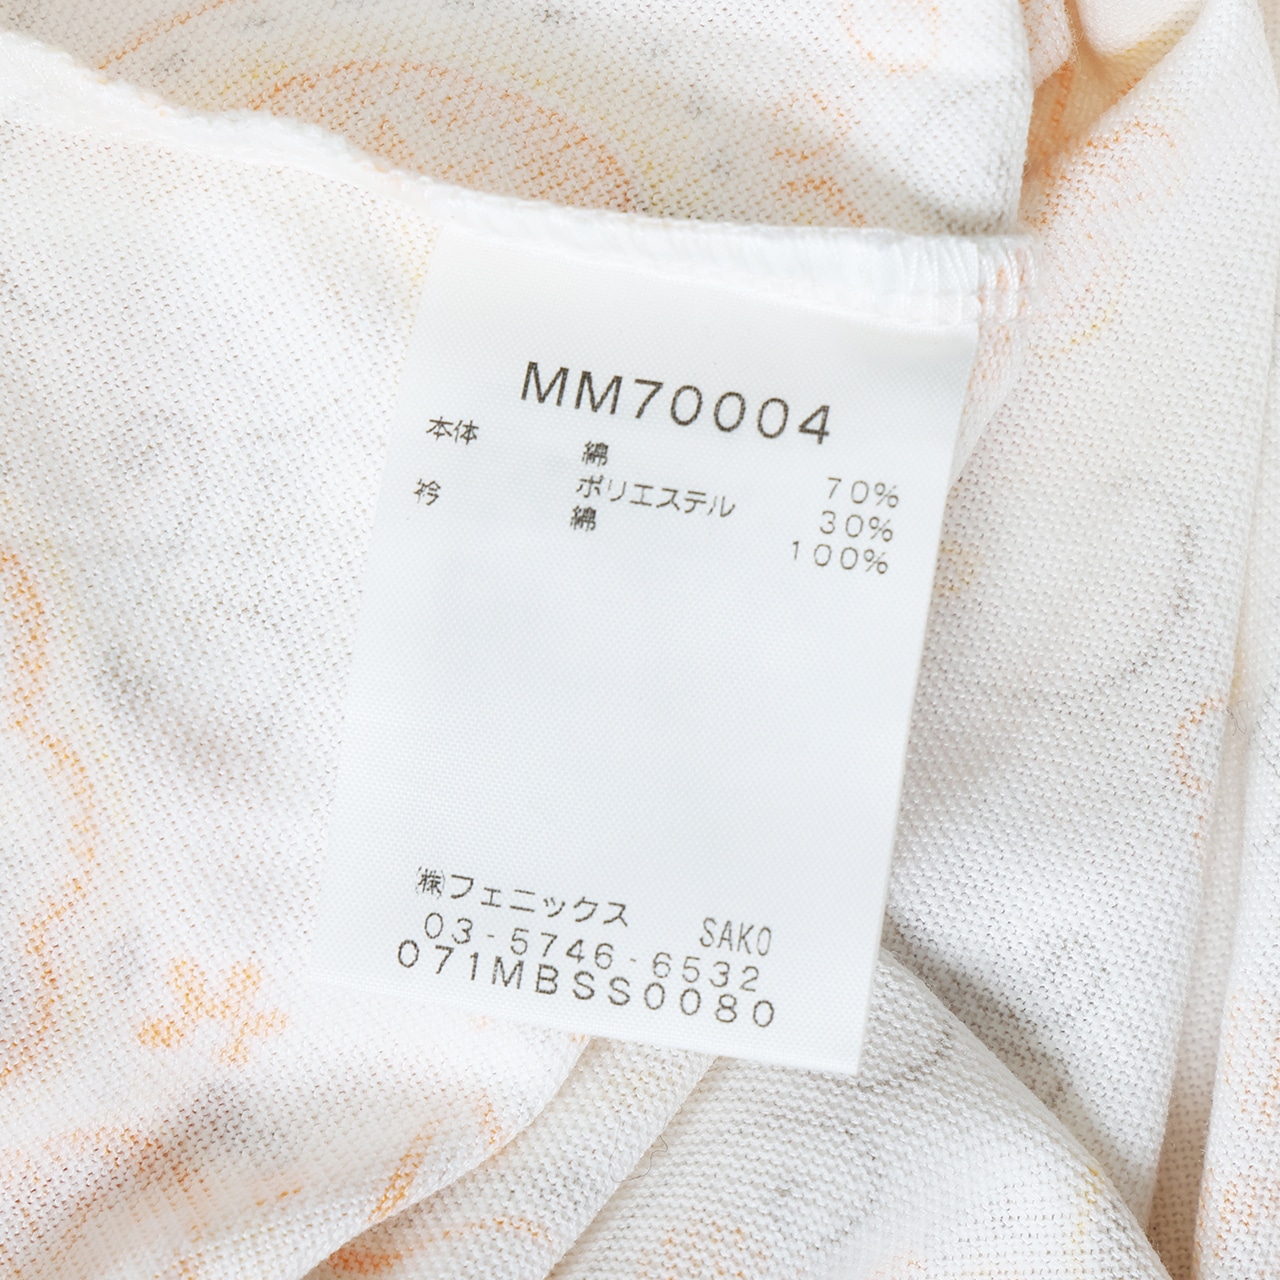 MM70004
本体 綿 70%
ポリエステル 30%
衿 綿 100%
㈱フェニックス SAKO
03-5746-6532
071MBSS0080